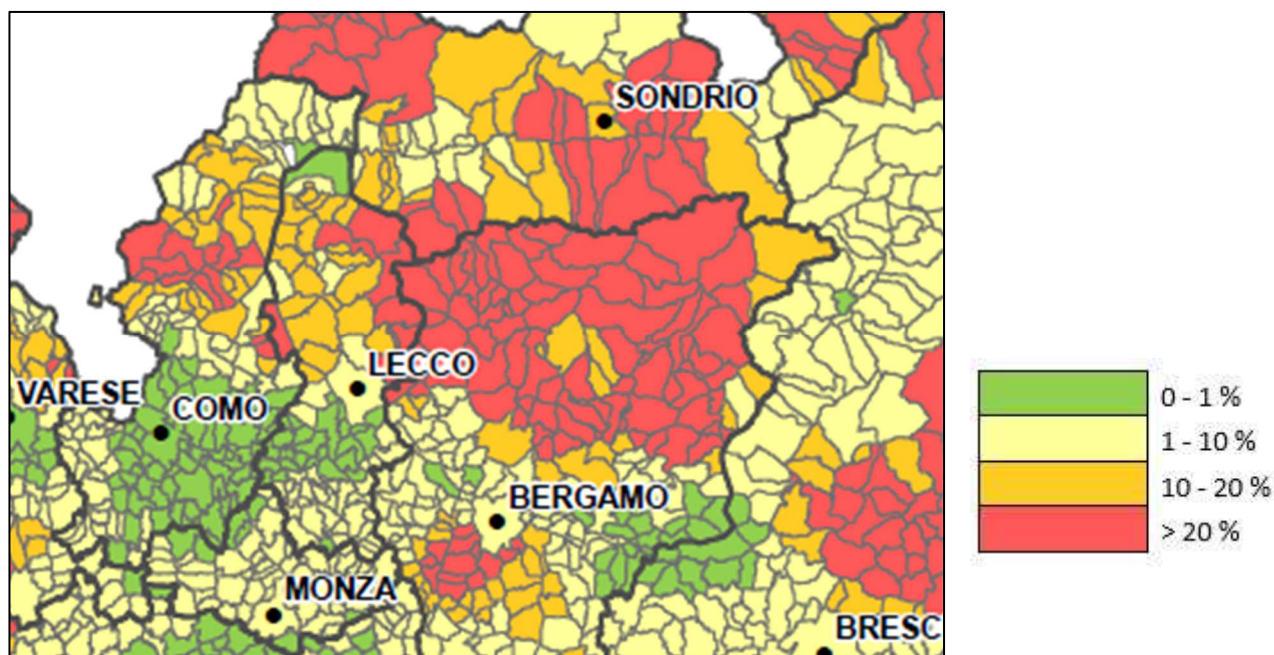 SONDRIO
LECCO
VARESE
COMO
BERGAMO
MONZA
BRESC
0 - 1 %
1 - 10 %
10 - 20 %
> 20 %